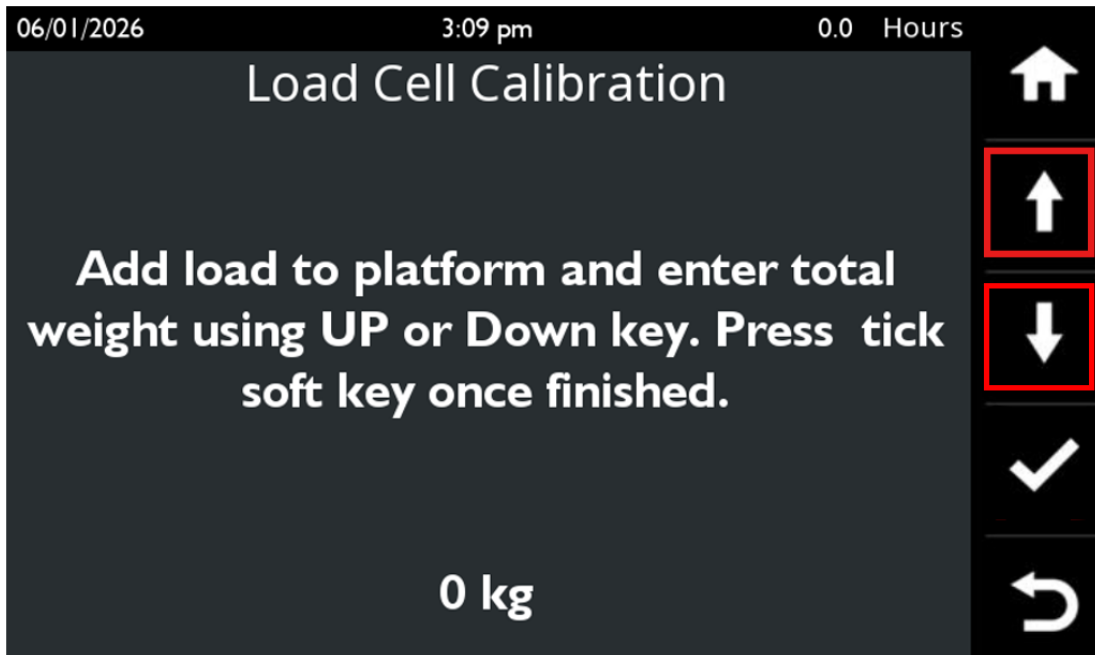 06/01/2026 3:09 pm 0.0 Hours
Load Cell Calibration
Add load to platform and enter total
weight using UP or Down key. Press  tick
soft key once finished.
0 kg